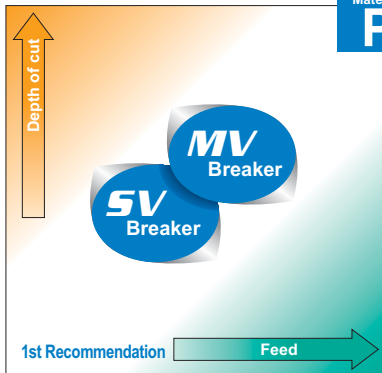 P
Depth of cut
MV
Breaker
SV
Breaker
1st Recommendation
Feed